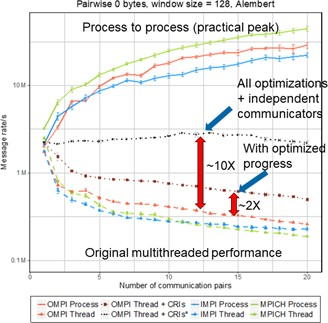 Pairwise 0 bytes, window size = 128, Alembert
Process to process (practical peak)
10M
All optimizations
+ independent
communicators
With optimized
progress
Message rate/s
1M
~10X
~2X
Original multithreaded performance
0.1M
0 5 10 15 20
Number of communication pairs
OMPI Process OMPI Thread + CRIs IMPI Process MPICH Process
OMPI Thread OMPI Thread + CRIs* IMPI Thread MPICH Thread